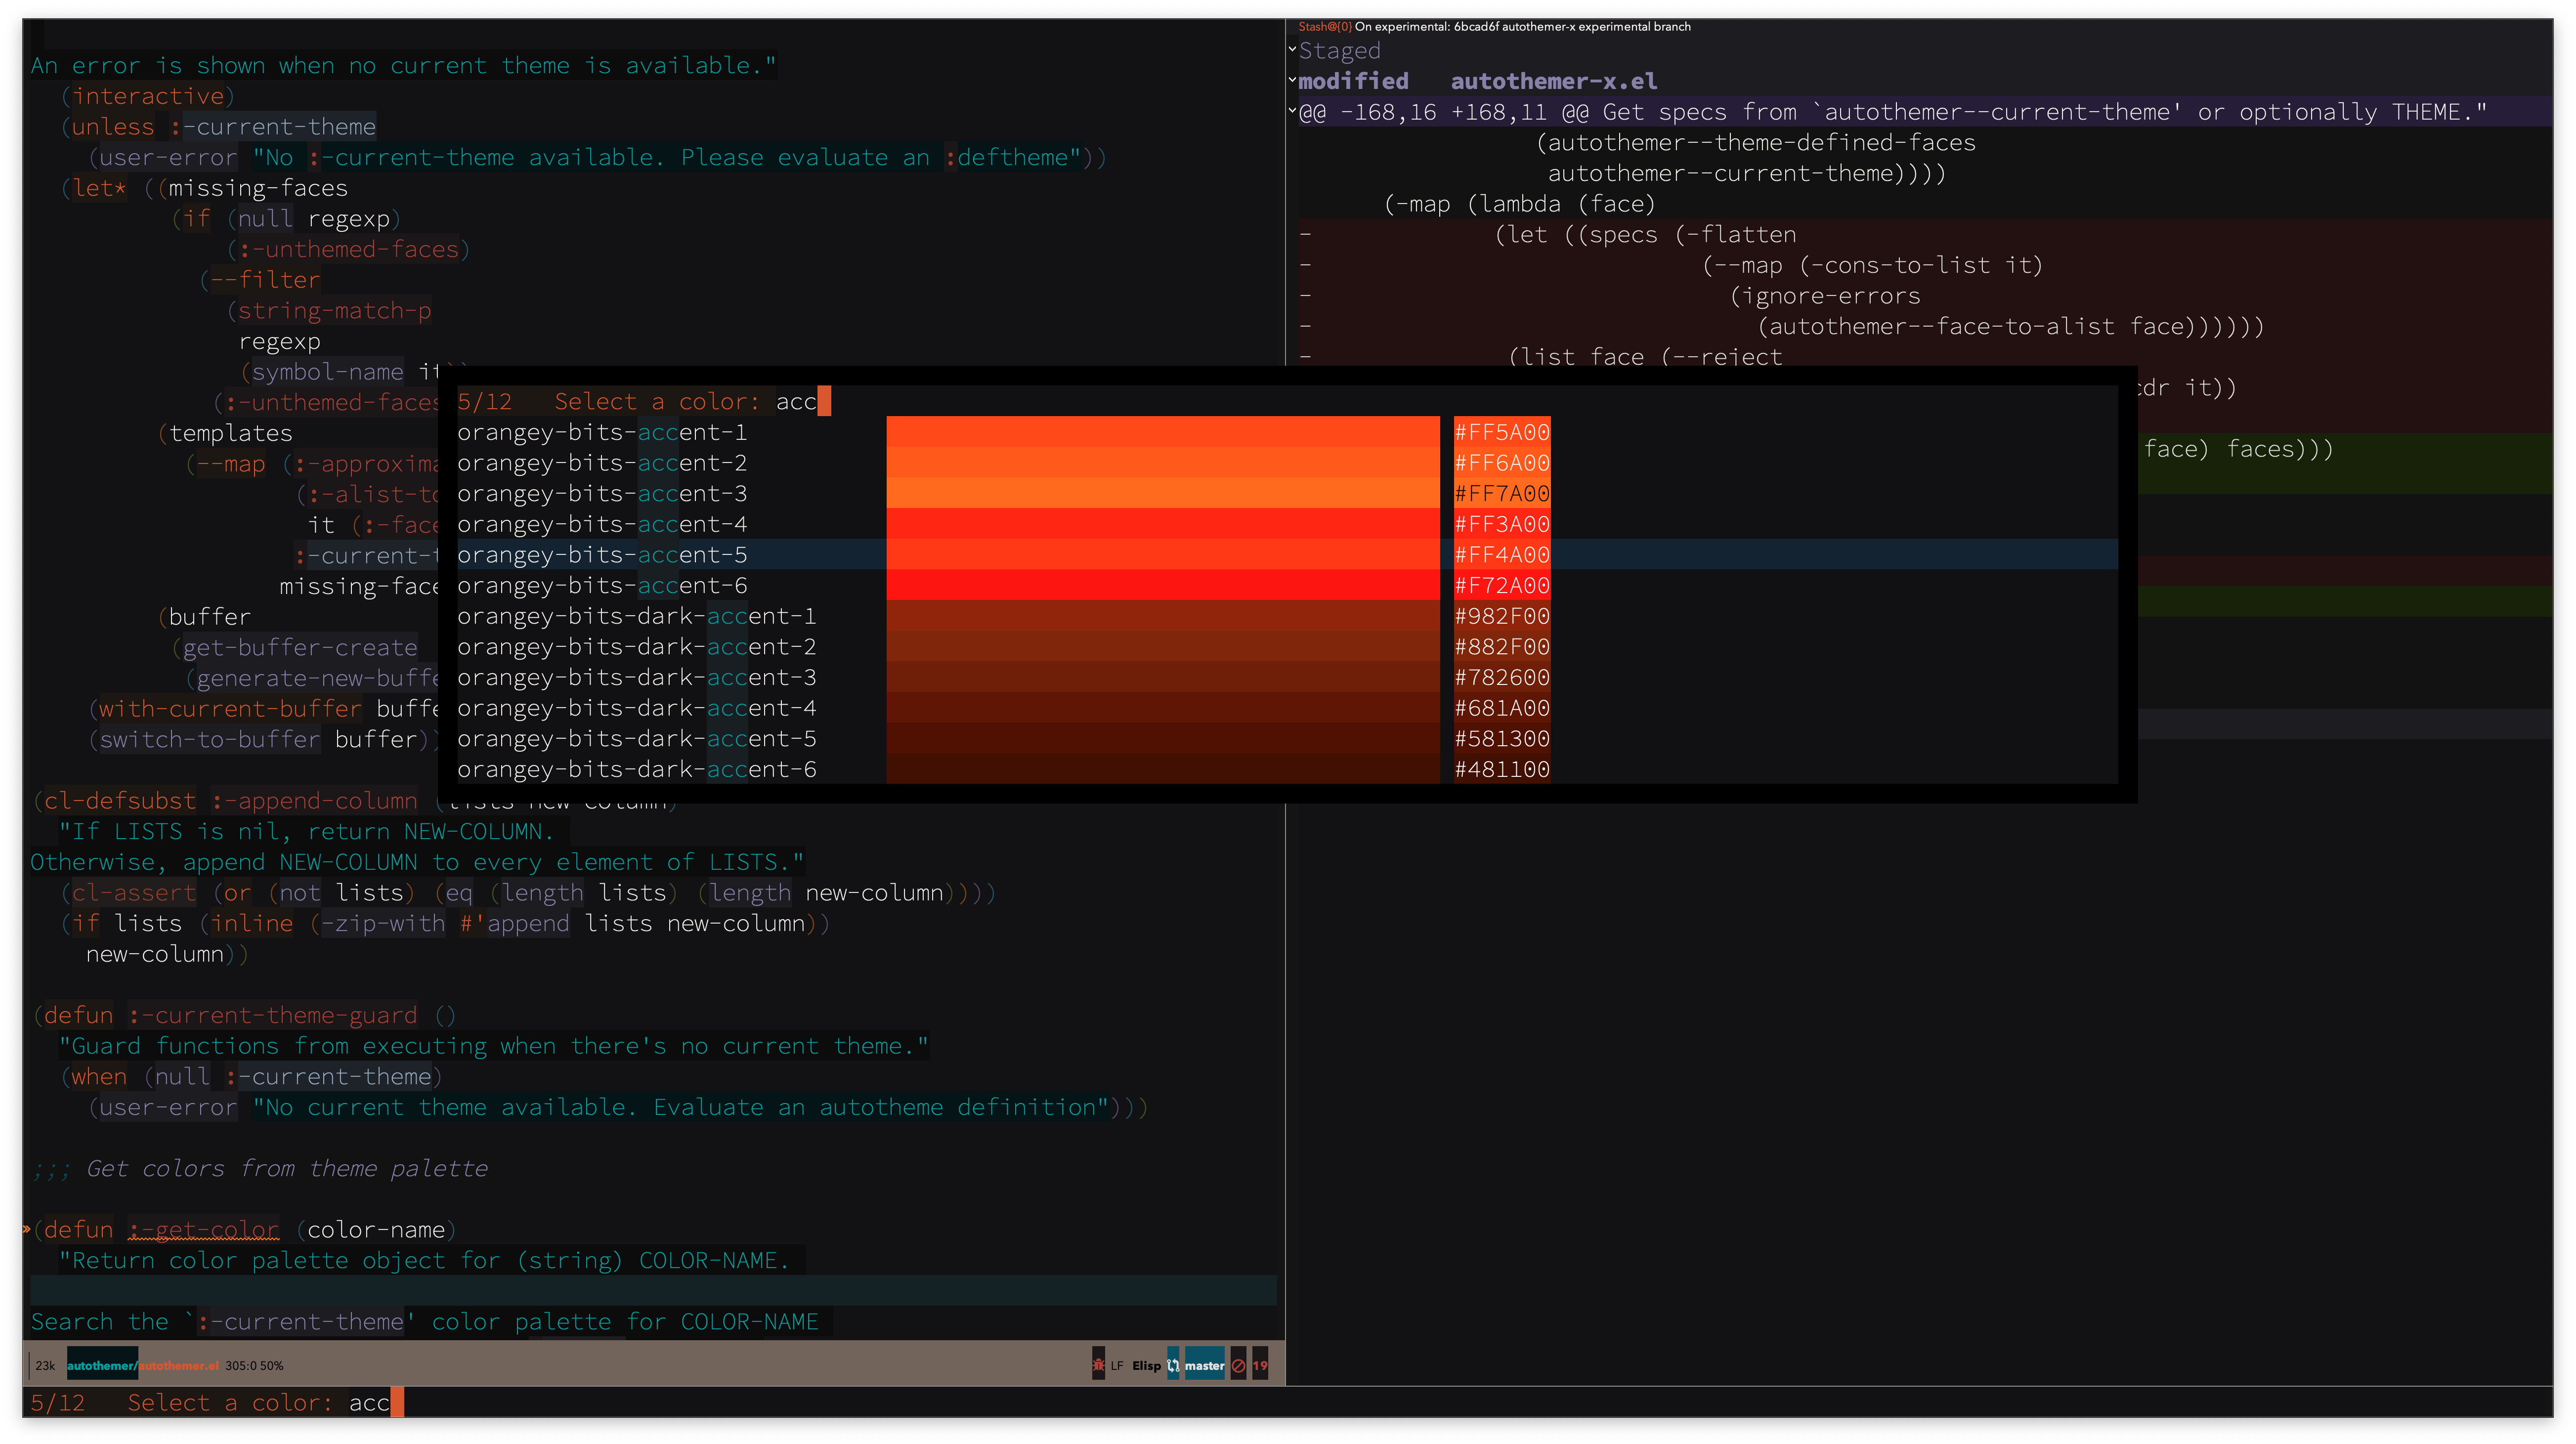 An error is shown when no current theme is available."
(interactive)
(unless :-current-theme
(user-error "No :-current-theme available. Please evaluate an :deftheme"))
(let* ((missing-faces
(if (null regexp)
(:-unthemed-faces)
(--filter
(string-match-p
regexp
(symbol-name it
(:-unthemed-faces
(templates
(--map (:-approxima
(:-alist-to
it (:-face
:-current-t
missing-face
(buffer
(get-buffer-create
(generate-new-buffe
(with-current-buffer buffe
(switch-to-buffer buffer))
(cl-defsubst :-append-column (lists new-column)
"If LISTS is nil, return NEW-COLUMN.
Otherwise, append NEW-COLUMN to every element of LISTS."
(cl-assert (or (not lists) (eq (length lists) (length new-column))))
(if lists (inline (-zip-with #'append lists new-column))
new-column))
(defun :-current-theme-guard ()
"Guard functions from executing when there's no current theme."
(when (null :-current-theme)
(user-error "No current theme available. Evaluate an autotheme definition")))
;;; Get colors from theme palette
»(defun :-get-color (color-name)
"Return color palette object for (string) COLOR-NAME.
Search the `:-current-theme' color palette for COLOR-NAME
23k autothemer/autothemer.el 305:0 50% LF Elisp master 19
5/12 Select a color: acc
Stash@{0} On experimental: 6bcad6f autothemer-x experimental branch
Staged
modified autothemer-x.el
@@ -168,16 +168,11 @@ Get specs from `autothemer--current-theme' or optionally THEME."
(autothemer--theme-defined-faces
autothemer--current-theme))))
(-map (lambda (face)
- (let ((specs (-flatten
- (--map (-cons-to-list it)
- (ignore-errors
- (autothemer--face-to-alist face))))))
- (list face (--reject
cdr it))
face) faces)))
5/12 Select a color: acc
orangey-bits-accent-1 #FF5A00
orangey-bits-accent-2 #FF6A00
orangey-bits-accent-3 #FF7A00
orangey-bits-accent-4 #FF3A00
orangey-bits-accent-5 #FF4A00
orangey-bits-accent-6 #F72A00
orangey-bits-dark-accent-1 #982F00
orangey-bits-dark-accent-2 #882F00
orangey-bits-dark-accent-3 #782600
orangey-bits-dark-accent-4 #681A00
orangey-bits-dark-accent-5 #581300
orangey-bits-dark-accent-6 #481100